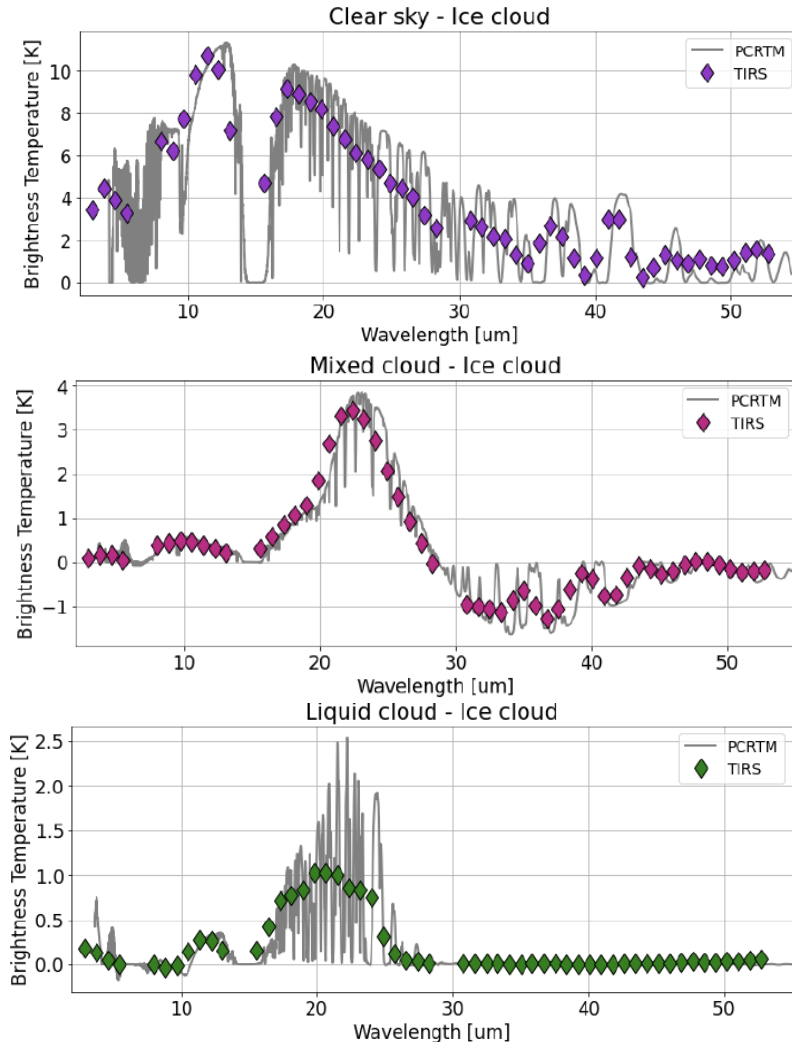 Clear sky - Ice cloud
Brightness Temperature [K]
10
8
6
4
2
0
PCRTM
TIRS
10
20
30
40
50
Wavelength [um]
Mixed cloud - Ice cloud
Brightness Temperature [K]
4
3
2
1
0
−1
PCRTM
TIRS
10
20
30
40
50
Wavelength [um]
Liquid cloud - Ice cloud
Brightness Temperature [K]
2.5
2.0
1.5
1.0
0.5
0.0
PCRTM
TIRS
10
20
30
40
50
Wavelength [um]